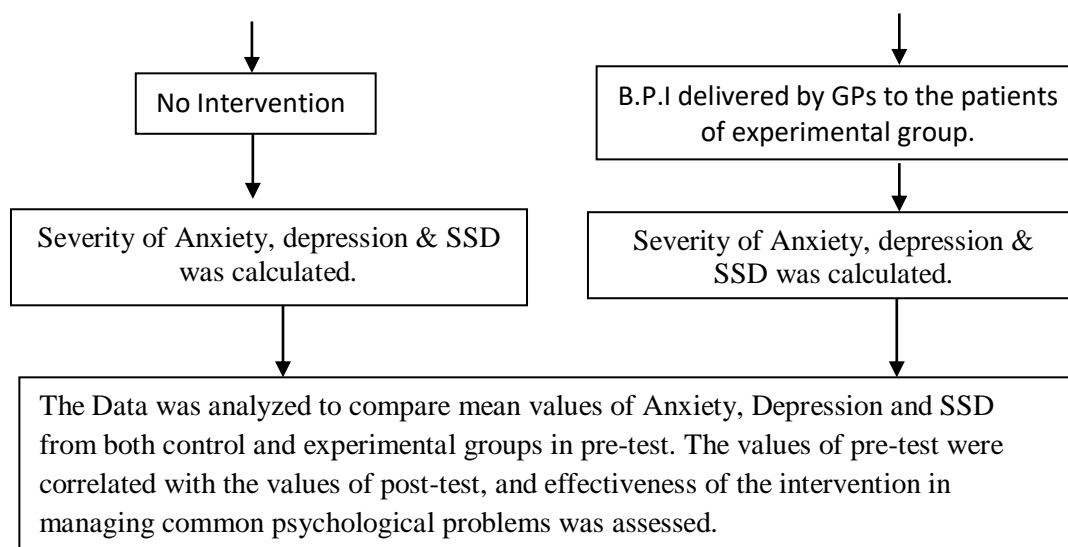 No Intervention
B.P.I delivered by GPs to the patients
of experimental group.
Severity of Anxiety, depression & SSD
was calculated.
Severity of Anxiety, depression &
SSD was calculated.
The Data was analyzed to compare mean values of Anxiety, Depression and SSD
from both control and experimental groups in pre-test. The values of pre-test were
correlated with the values of post-test, and effectiveness of the intervention in
managing common psychological problems was assessed.